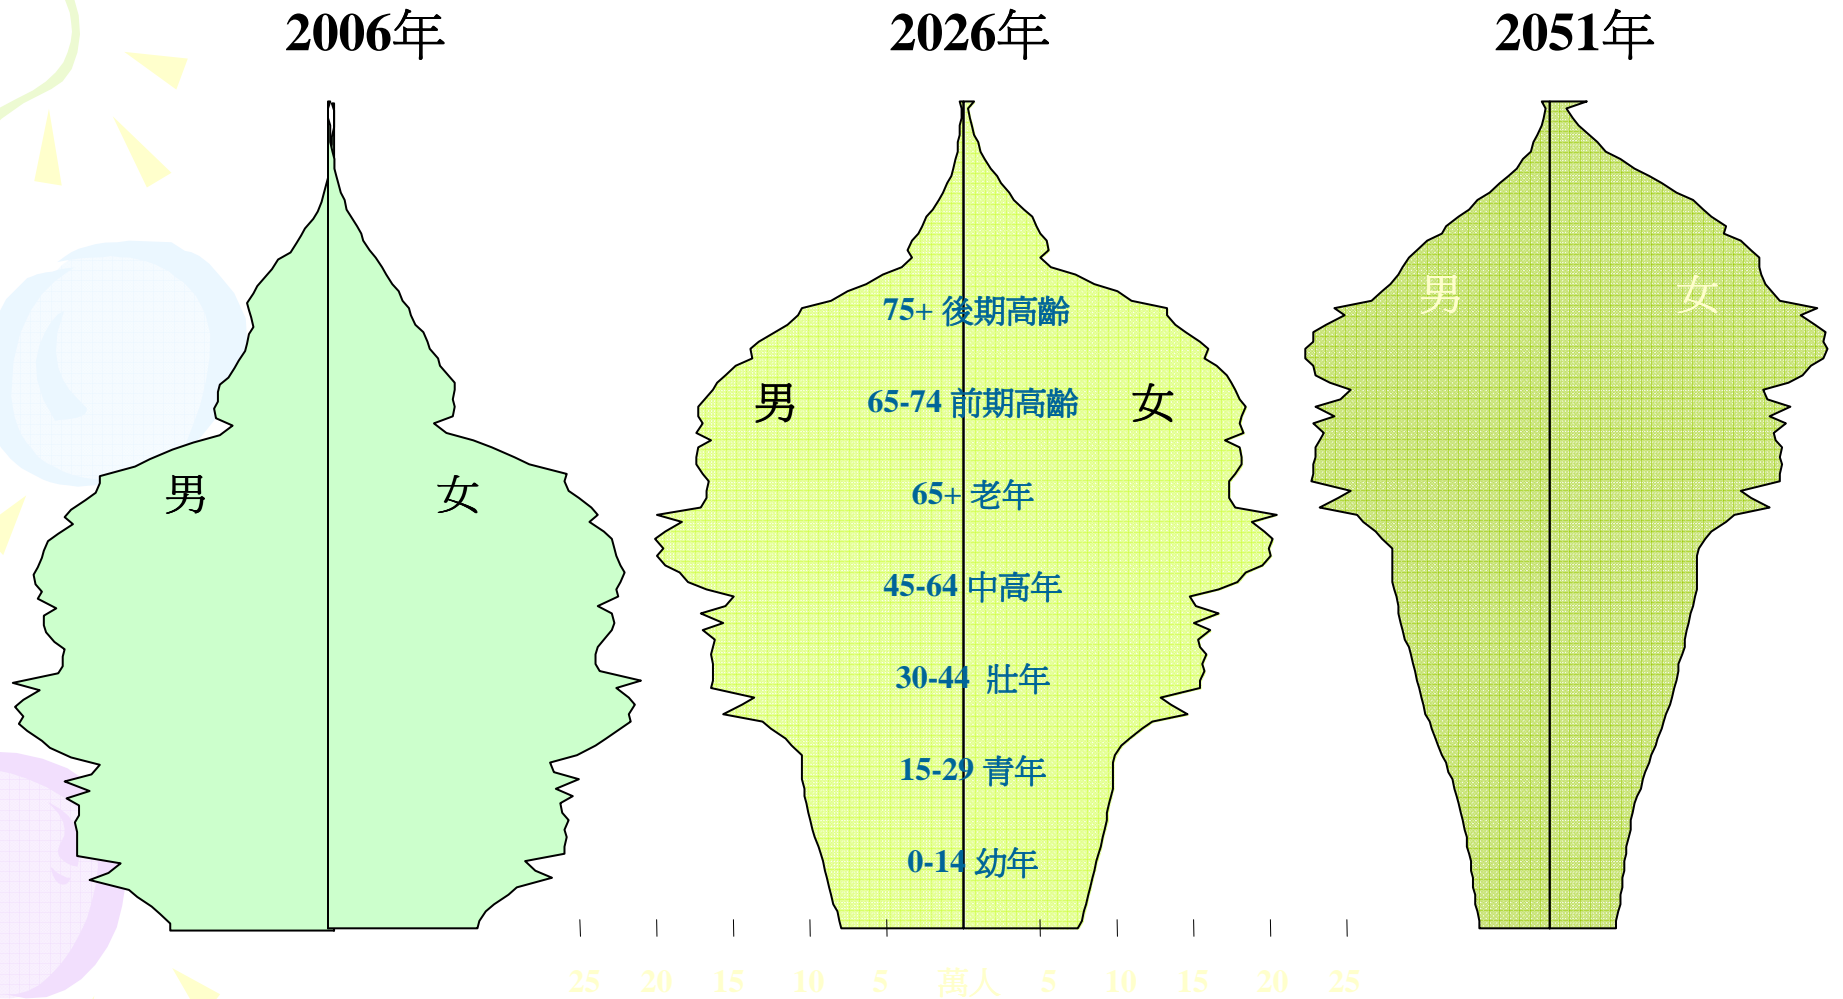 2006年 2026年 2051年
男 女
75+ 後期高齡
男 65-74 前期高齡 女
男 女
65+ 老年
45-64 中高年
30-44 壯年
15-29 青年
0-14 幼年
25 20 15 10 5 萬人 5 10 15 20 25